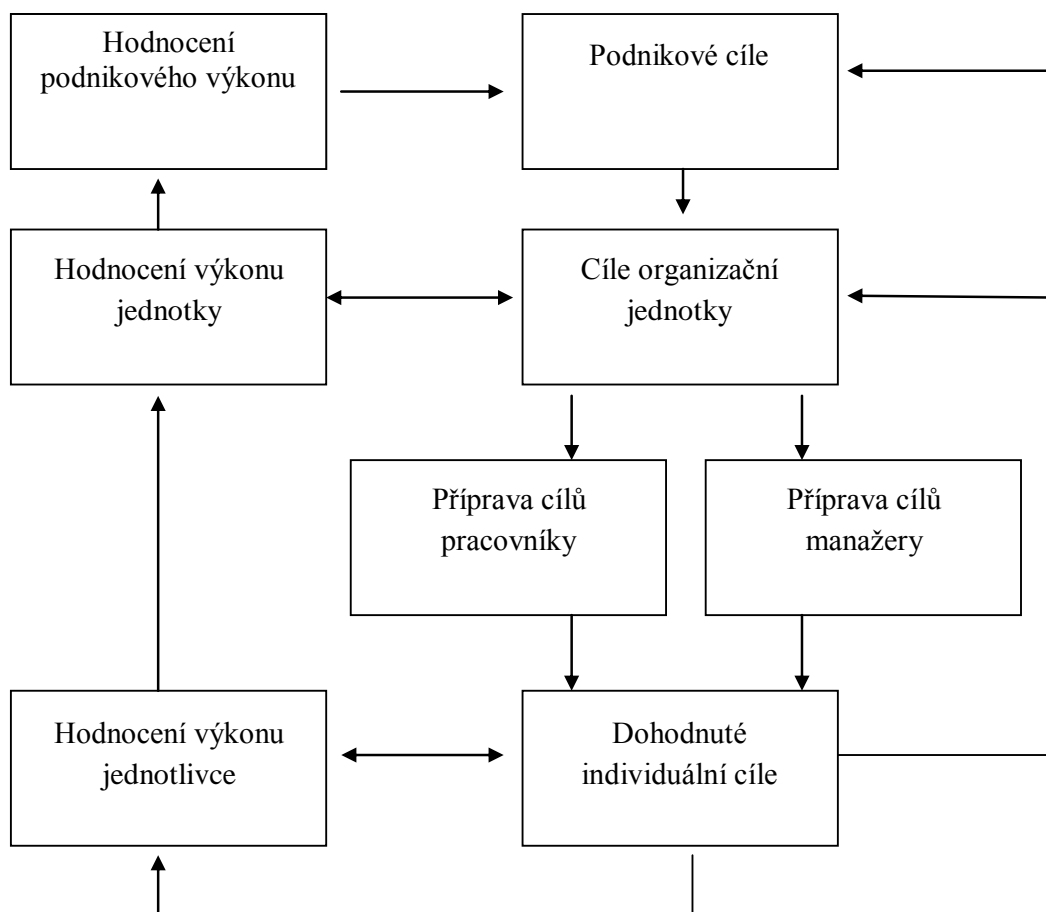 Hodnocení
podnikového výkonu
Podnikové cíle
Hodnocení výkonu
jednotky
Cíle organizační
jednotky
Příprava cílů
pracovníky
Příprava cílů
manažery
Hodnocení výkonu
jednotlivce
Dohodnuté
individuální cíle